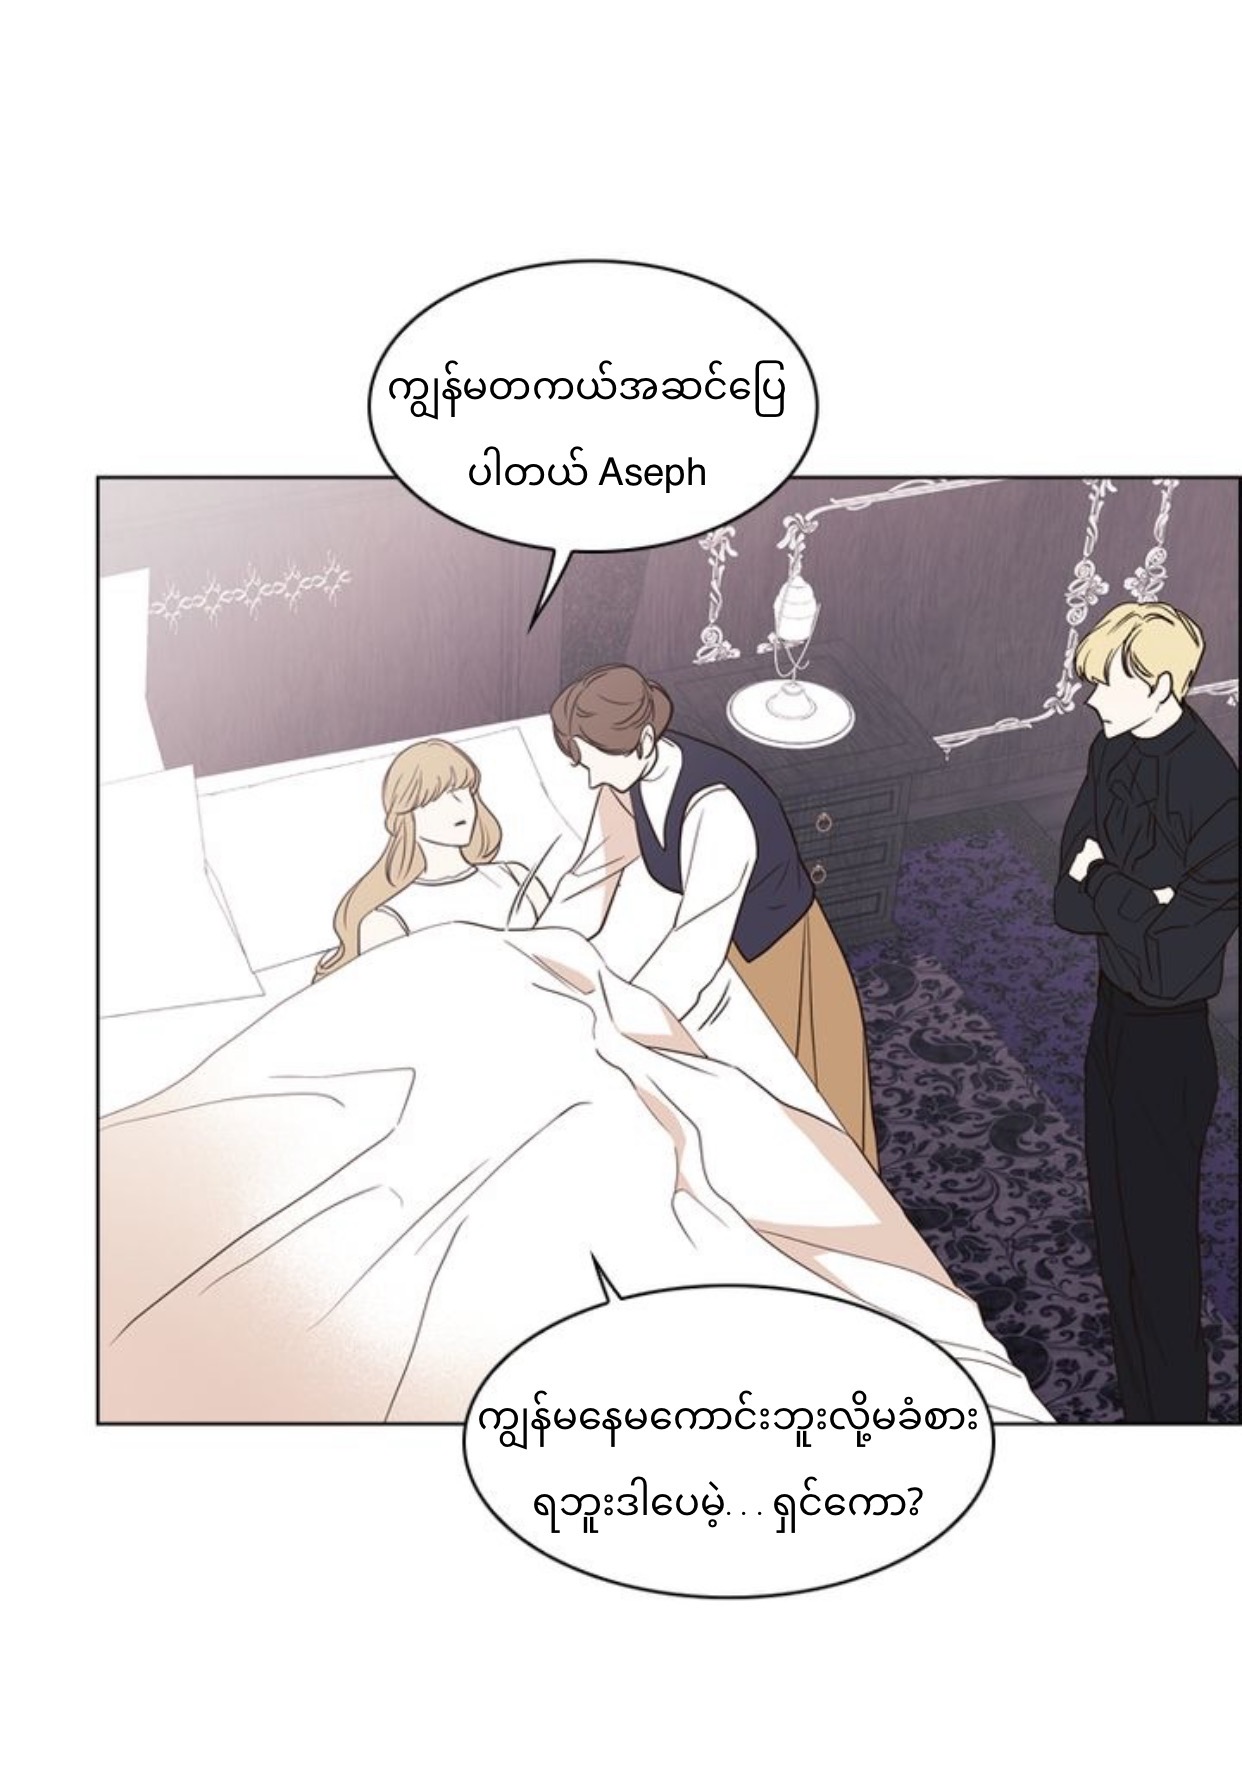 ကျွန်မတကယ်အဆင်ပြေ
ပါတယ် Aseph
ကျွန်မနေမကောင်းဘူးလို့မခံစား
ရဘူးဒါပေမဲ့...ရှင်ကော?